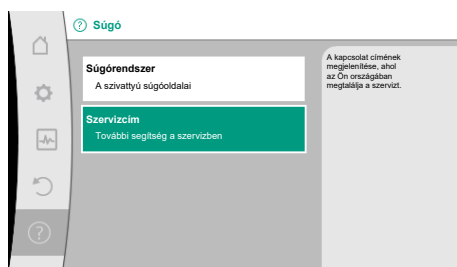 Súgó
Súgórendszer
A szivattyú súgóoldalai
Szervizcím
További segítség a szervizben
A kapcsolat címének
megjelenítése, ahol
az Ön országában
megtalálja a szervizt.